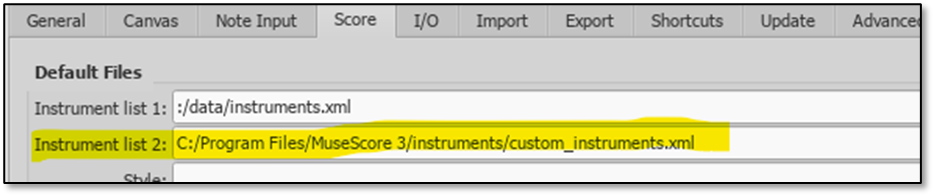 General Canvas Note Input Score I/O Import Export Shortcuts Update Advanced
Default Files
Instrument list 1: :/data/instruments.xml
Instrument list 2: C:/Program Files/MuseScore 3/instruments/custom_instruments.xml
Style: